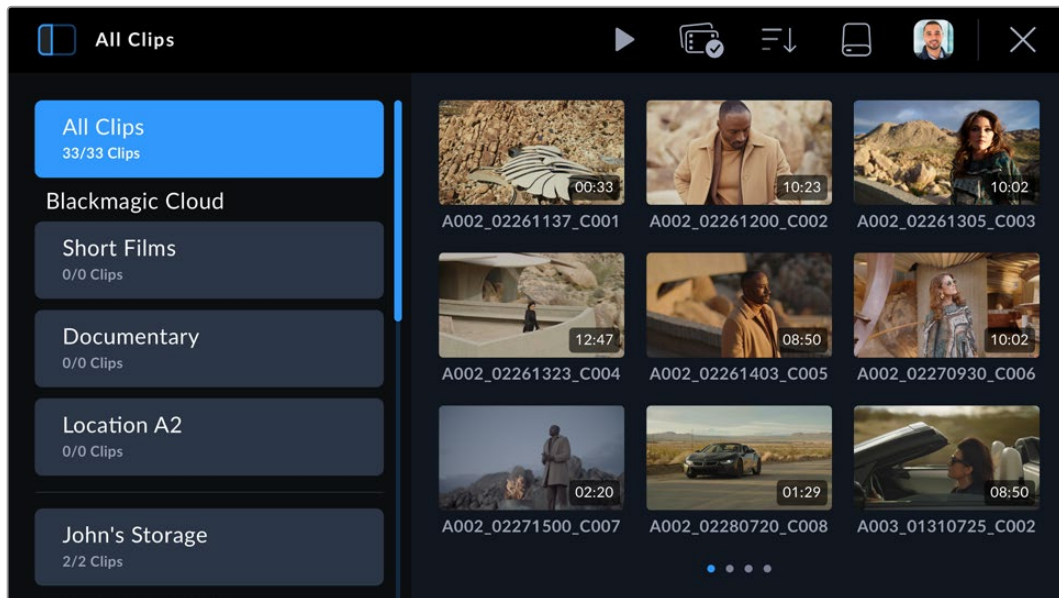 All Clips
All Clips
33/33 Clips
Blackmagic Cloud
Short Films
0/0 Clips
Documentary
0/0 Clips
Location A2
0/0 Clips
John's Storage
2/2 Clips
00:33
10:23
10:02
A002_02261137_C001
A002_02261200_C002
A002_02261305_C003
12:47
08:50
10:02
A002_02261323_C004
A002_02261403_C005
A002_02270930_C006
02:20
01:29
08:50
A002_02271500_C007
A002_02280720_C008
A003_01310725_C002